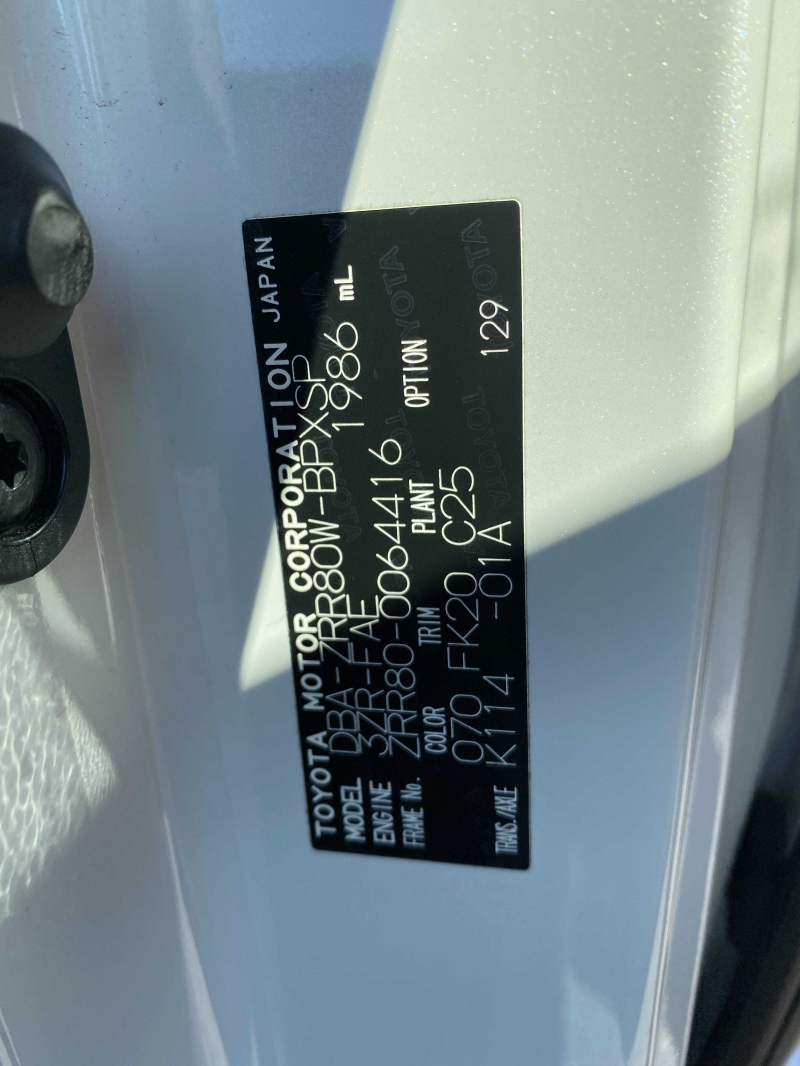 TOYOTA MOTOR CORPORATION JAPAN
MODEL DBA-ZRR80W-BPXSP
ENGINE 3ZR-FAE 1986 mL
FRAME No. ZRR80-0064416
COLOR TRIM PLANT OPTION
070 FK20 C25
TRANS./AXLE K114 -01A 129